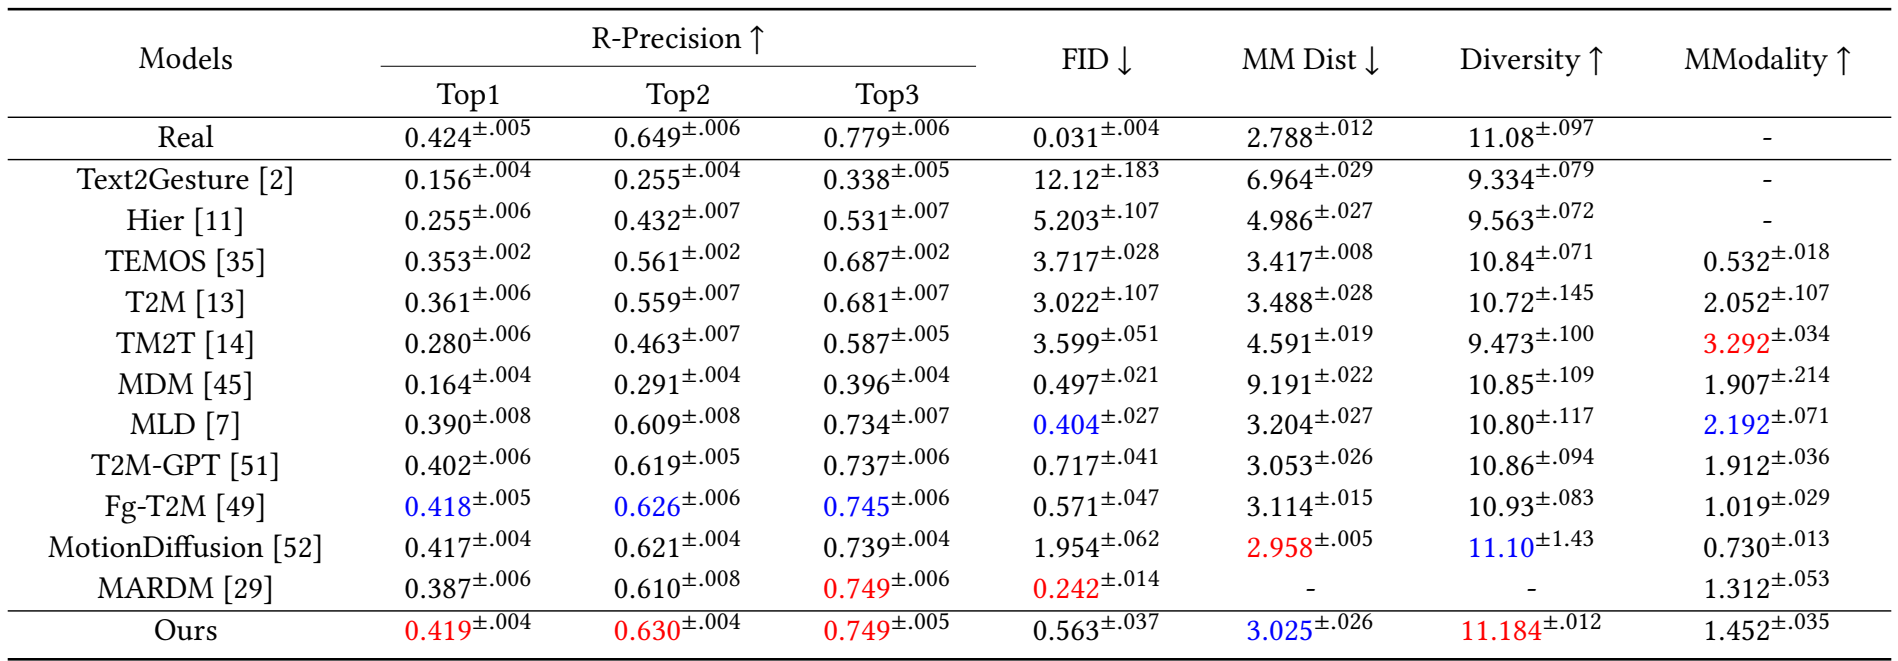 Models R-Precision ↑ FID ↓ MM Dist ↓ Diversity ↑ MModality ↑
Top1 Top2 Top3
Real 0.424±.005 0.649±.006 0.779±.006 0.031±.004 2.788±.012 11.08±.097 -
Text2Gesture [2] 0.156±.004 0.255±.004 0.338±.005 12.12±.183 6.964±.029 9.334±.079 -
Hier [11] 0.255±.006 0.432±.007 0.531±.007 5.203±.107 4.986±.027 9.563±.072 -
TEMOS [35] 0.353±.002 0.561±.002 0.687±.002 3.717±.028 3.417±.008 10.84±.071 0.532±.018
T2M [13] 0.361±.006 0.559±.007 0.681±.007 3.022±.107 3.488±.028 10.72±.145 2.052±.107
TM2T [14] 0.280±.006 0.463±.007 0.587±.005 3.599±.051 4.591±.019 9.473±.100 3.292±.034
MDM [45] 0.164±.004 0.291±.004 0.396±.004 0.497±.021 9.191±.022 10.85±.109 1.907±.214
MLD [7] 0.390±.008 0.609±.008 0.734±.007 0.404±.027 3.204±.027 10.80±.117 2.192±.071
T2M-GPT [51] 0.402±.006 0.619±.005 0.737±.006 0.717±.041 3.053±.026 10.86±.094 1.912±.036
Fg-T2M [49] 0.418±.005 0.626±.006 0.745±.006 0.571±.047 3.114±.015 10.93±.083 1.019±.029
MotionDiffusion [52] 0.417±.004 0.621±.004 0.739±.004 1.954±.062 2.958±.005 11.10±1.43 0.730±.013
MARDM [29] 0.387±.006 0.610±.008 0.749±.006 0.242±.014 - - 1.312±.053
Ours 0.419±.004 0.630±.004 0.749±.005 0.563±.037 3.025±.026 11.184±.012 1.452±.035